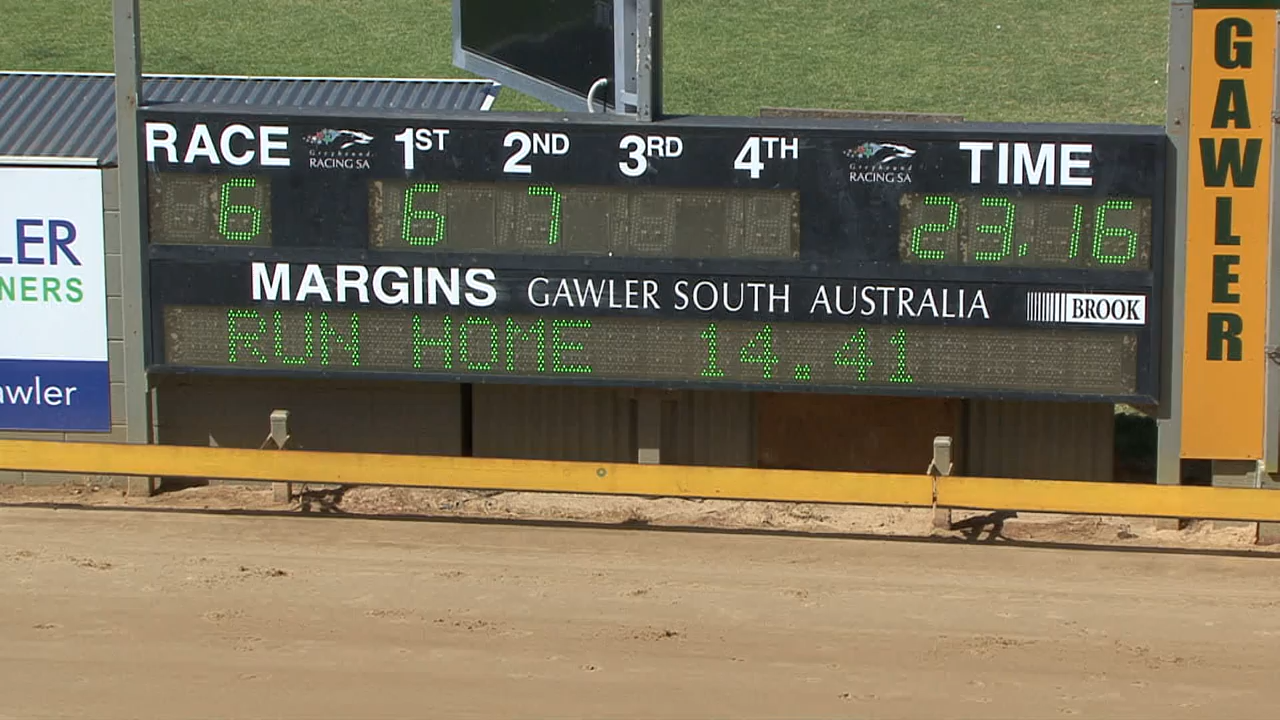 GAWLER
RACE
Greyhound
RACING SA
1ST
2ND
3RD
4TH
Greyhound
RACING SA
TIME
6
6
7
23.16
MARGINS
GAWLER SOUTH AUSTRALIA
BROOK
RUN HOME 14.41
LER
NERS
awler